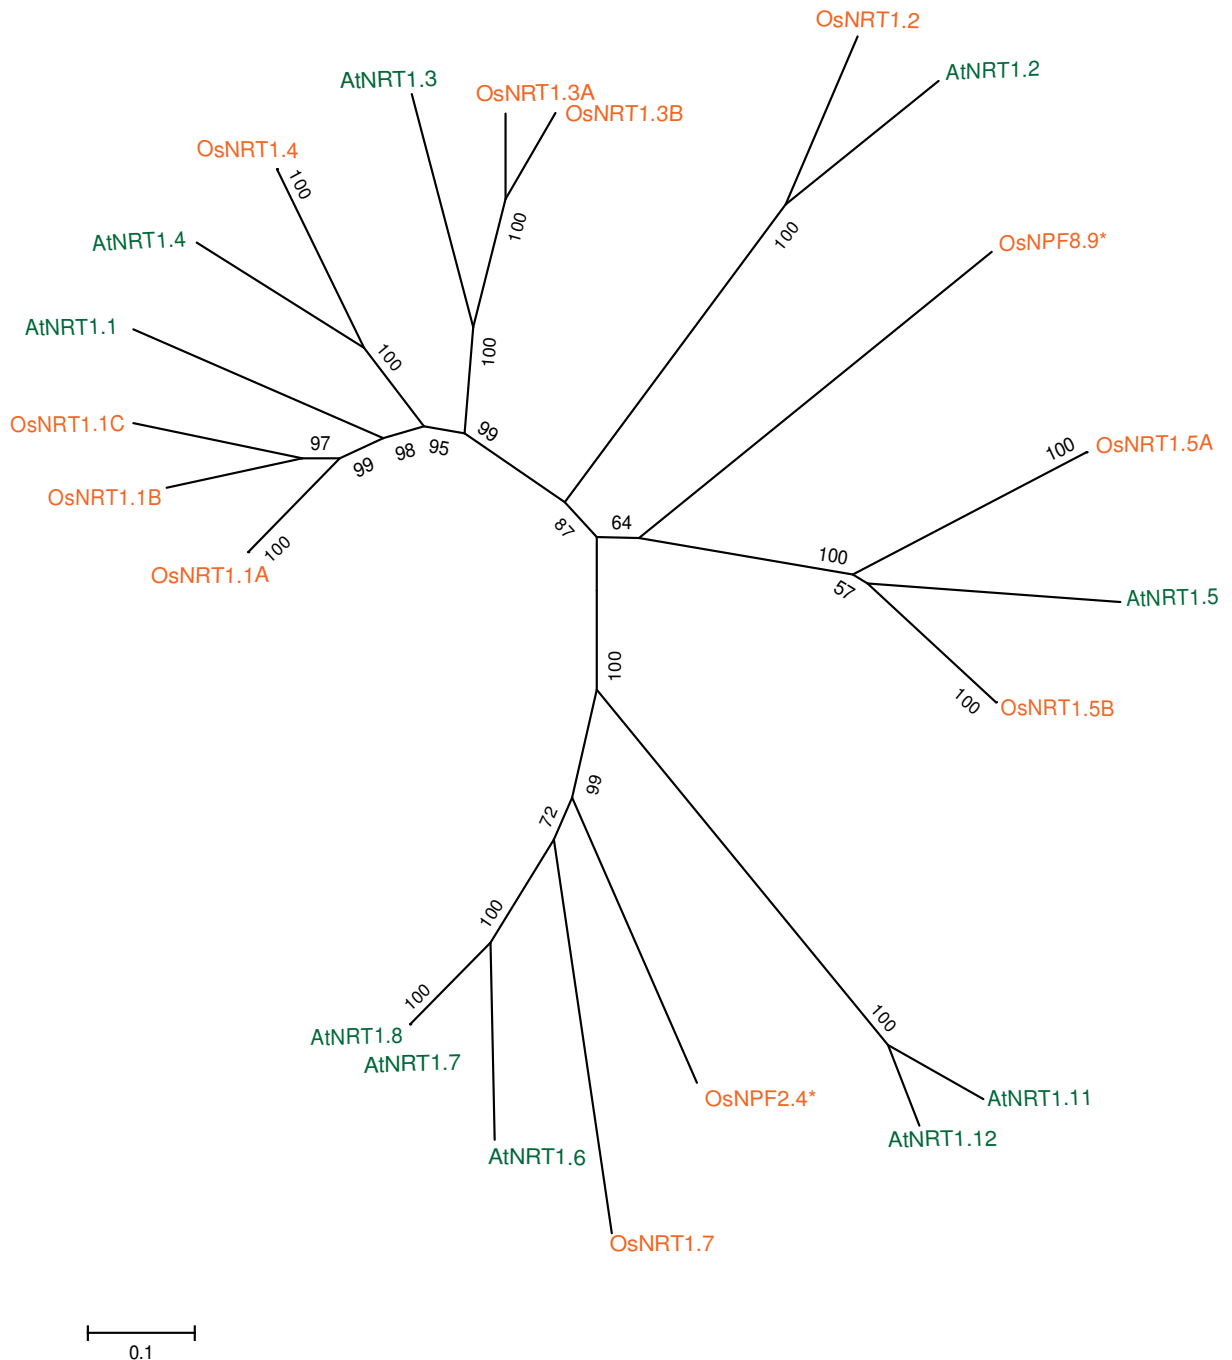 OsNRT1.2
AtNRT1.2
AtNRT1.3
OsNRT1.3A
OsNRT1.3B
OsNRT1.4
100
100
100
AtNRT1.4
OsNPF8.9*
AtNRT1.1
100
100
OsNRT1.1C
99
97
98
95
99
OsNRT1.1B
100
OsNRT1.1A
87
64
100
OsNRT1.5A
100
57
AtNRT1.5
100
OsNRT1.5B
100
99
72
100
100
AtNRT1.8
AtNRT1.7
100
OsNPF2.4*
AtNRT1.11
AtNRT1.12
AtNRT1.6
OsNRT1.7
0.1